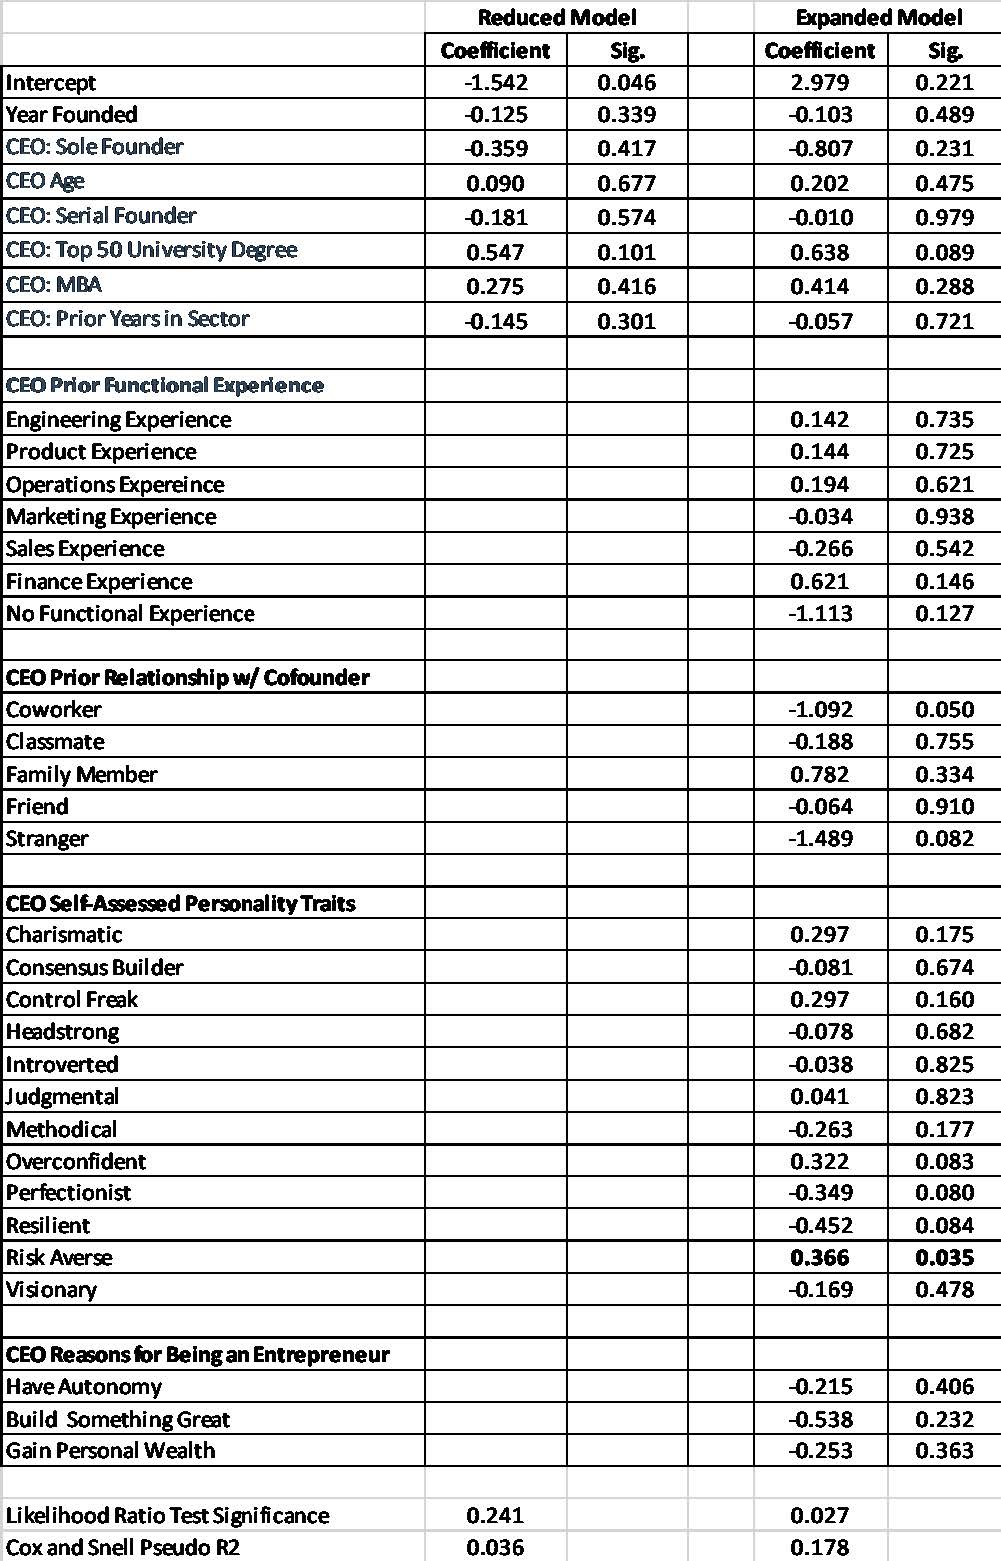 Reduced Model Expanded Model
Coefficient Sig. Coefficient Sig.
Intercept -1.542 0.046 2.979 0.221
Year Founded -0.125 0.339 -0.103 0.489
CEO: Sole Founder -0.359 0.417 -0.807 0.231
CEO Age 0.090 0.677 0.202 0.475
CEO: Serial Founder -0.181 0.574 -0.010 0.979
CEO: Top 50 University Degree 0.547 0.101 0.638 0.089
CEO: MBA 0.275 0.416 0.414 0.288
CEO: Prior Years in Sector -0.145 0.301 -0.057 0.721
CEO Prior Functional Experience
Engineering Experience 0.142 0.735
Product Experience 0.144 0.725
Operations Expereince 0.194 0.621
Marketing Experience -0.034 0.938
Sales Experience -0.266 0.542
Finance Experience 0.621 0.146
No Functional Experience -1.113 0.127
CEO Prior Relationship w/ Cofounder
Coworker -1.092 0.050
Classmate -0.188 0.755
Family Member 0.782 0.334
Friend -0.064 0.910
Stranger -1.489 0.082
CEO Self-Assessed Personality Traits
Charismatic 0.297 0.175
Consensus Builder -0.081 0.674
Control Freak 0.297 0.160
Headstrong -0.078 0.682
Introverted -0.038 0.825
Judgmental 0.041 0.823
Methodical -0.263 0.177
Overconfident 0.322 0.083
Perfectionist -0.349 0.080
Resilient -0.452 0.084
Risk Averse 0.366 0.035
Visionary -0.169 0.478
CEO Reasons for Being an Entrepreneur
Have Autonomy -0.215 0.406
Build Something Great -0.538 0.232
Gain Personal Wealth -0.253 0.363
Likelihood Ratio Test Significance 0.241 0.027
Cox and Snell Pseudo R2 0.036 0.178